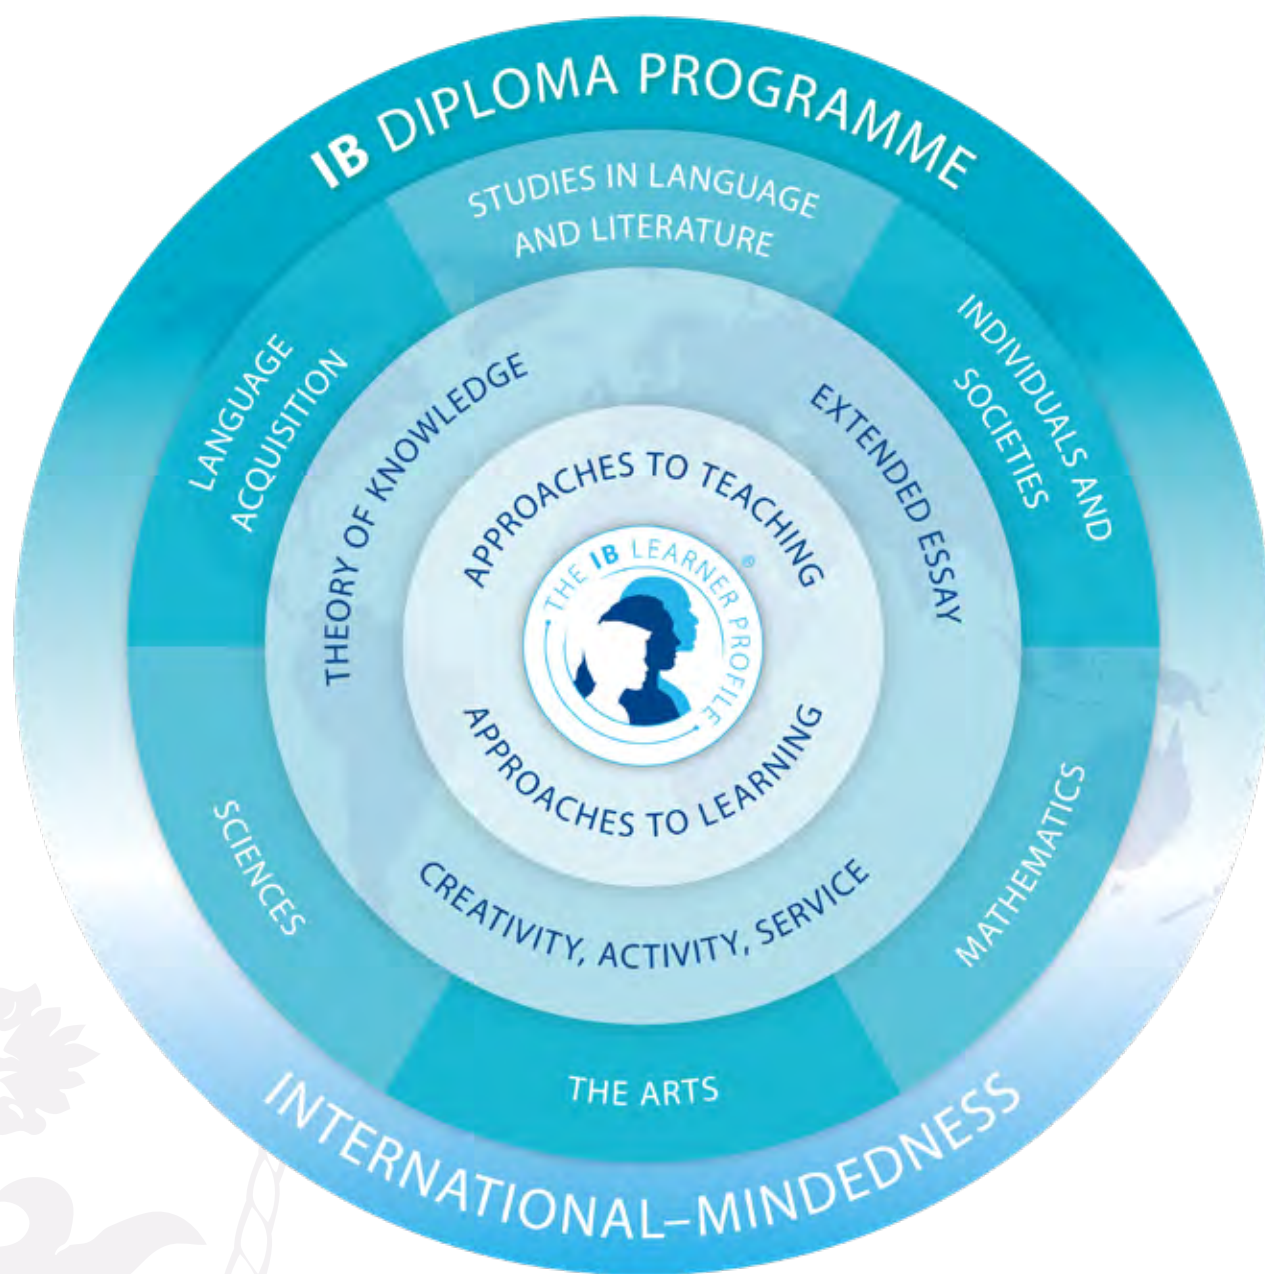 IB DIPLOMA PROGRAMME
STUDIES IN LANGUAGE
AND LITERATURE
LANGUAGE
ACQUISITION
INDIVIDUALS AND
SOCIETIES
THEORY OF KNOWLEDGE
EXTENDED ESSAY
APPROACHES TO TEACHING
THE IB LEARNER PROFILE ®
APPROACHES TO LEARNING
CREATIVITY, ACTIVITY, SERVICE
SCIENCES
MATHEMATICS
THE ARTS
INTERNATIONAL–MINDEDNESS